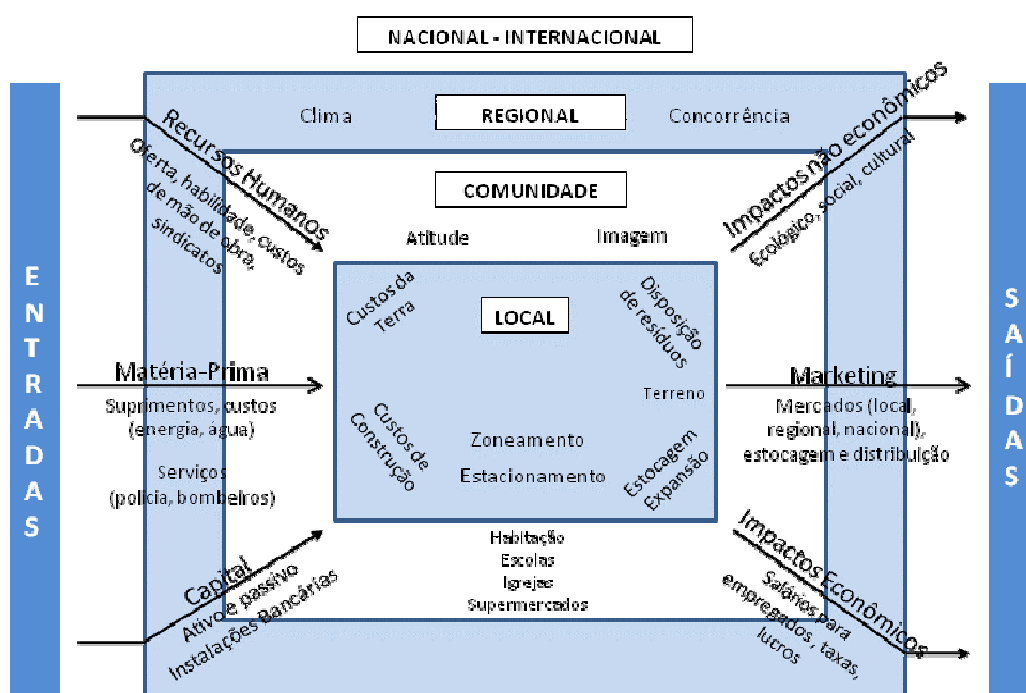 NACIONAL - INTERNACIONAL
Clima
REGIONAL
Concorrência
Recursos Humanos
Oferta, habilidade, custos
de mão de obra,
sindicatos
Impactos não econômicos
Ecológico, social, cultural
COMUNIDADE
Atitude
Imagem
ENTRADAS
Custos da
Terra
LOCAL
Disposição
de resíduos
SAÍDAS
Matéria-Prima
Suprimentos, custos
(energia, água)
Serviços
(polícia, bombeiros)
Terreno
Marketing
Mercados (local,
regional, nacional),
estocagem e distribuição
Custos de
Construção
Zoneamento
Estacionamento
Estocagem
Expansão
Capital
Ativo e passivo
Instalações Bancárias
Habitação
Escolas
Igrejas
Supermercados
Impactos Econômicos
Salários para
empregados, taxas,
lucros